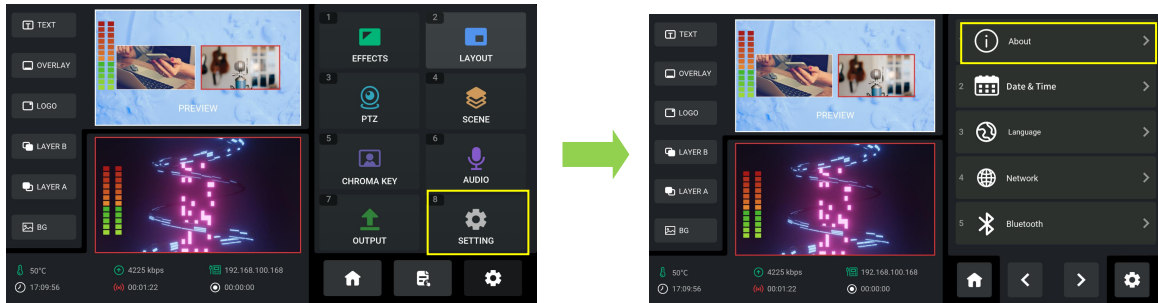 TEXT
OVERLAY
LOGO
LAYER B
LAYER A
BG
PREVIEW
50°C
4225 kbps
192.168.100.168
17:09:56
00:01:22
00:00:00
1
EFFECTS
2
LAYOUT
3
PTZ
4
SCENE
5
CHROMA KEY
6
AUDIO
7
OUTPUT
8
SETTING
TEXT
OVERLAY
LOGO
LAYER B
LAYER A
BG
PREVIEW
50°C
4225 kbps
192.168.100.168
17:09:56
00:01:22
00:00:00
About
2 Date & Time
3 Language
4 Network
5 Bluetooth